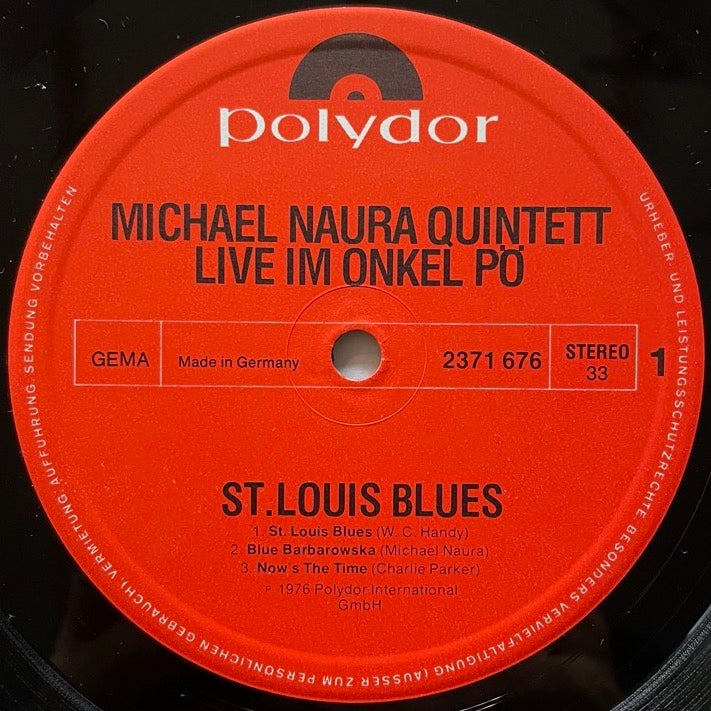 polydor
MICHAEL NAURA QUINTETT
LIVE IM ONKEL PÖ
GEMA
Made in Germany
2371 676
STEREO
33
1
ST. LOUIS BLUES
1. St. Louis Blues (W. C. Handy)
2. Blue Barbarowska (Michael Naura)
3. Now's The Time (Charlie Parker)
℗ 1976 Polydor International
GmbH
URHEBER- UND LEISTUNGSSCHUTZRECHTE, BESONDERS VERVIELFÄLTIGUNG (AUSSER ZUM PERSÖNLICHEN GEBRAUCH), VERMIETUNG, AUFFÜHRUNG, SENDUNG VORBEHALTEN